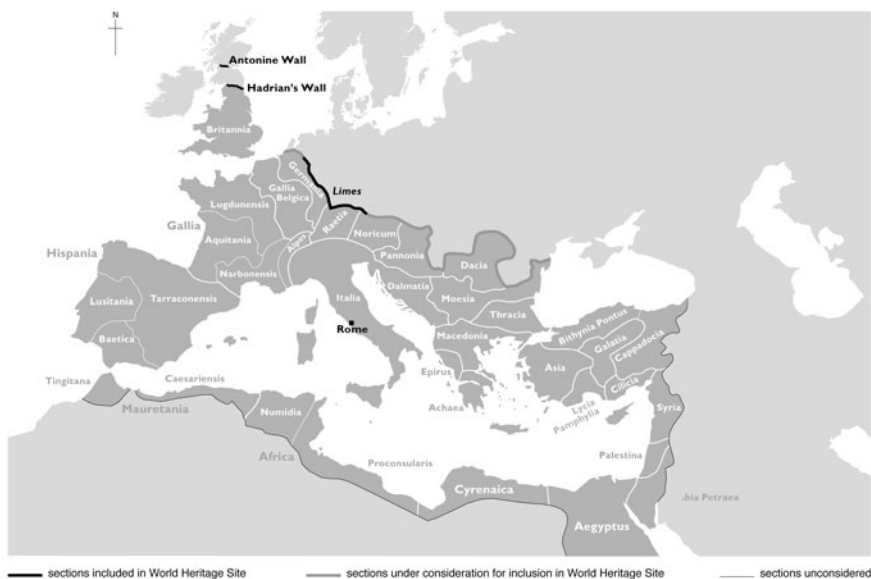 N
Antonine Wall
Hadrian's Wall
Britannia
Germania
Limes
Gallia
Belgica
Lugdunensis
Raetia
Noricum
Gallia
Alpes
Aquitania
Pannonia
Hispania
Dacia
Narbonensis
Dalmatia
Moesia
Lusitania
Tarraconensis
Italia
Thracia
Rome
Bithynia Pontus
Baetica
Macedonia
Galatia
Cappadocia
Epirus
Asia
Tingitana
Caesariensis
Cilicia
Mauretania
Numidia
Achaea
Lycia
Pamphylia
Syria
Africa
Proconsularis
Palestina
Cyrenaica
bia Petraea
Aegyptus
sections included in World Heritage Site
sections under consideration for inclusion in World Heritage Site
sections unconsidered